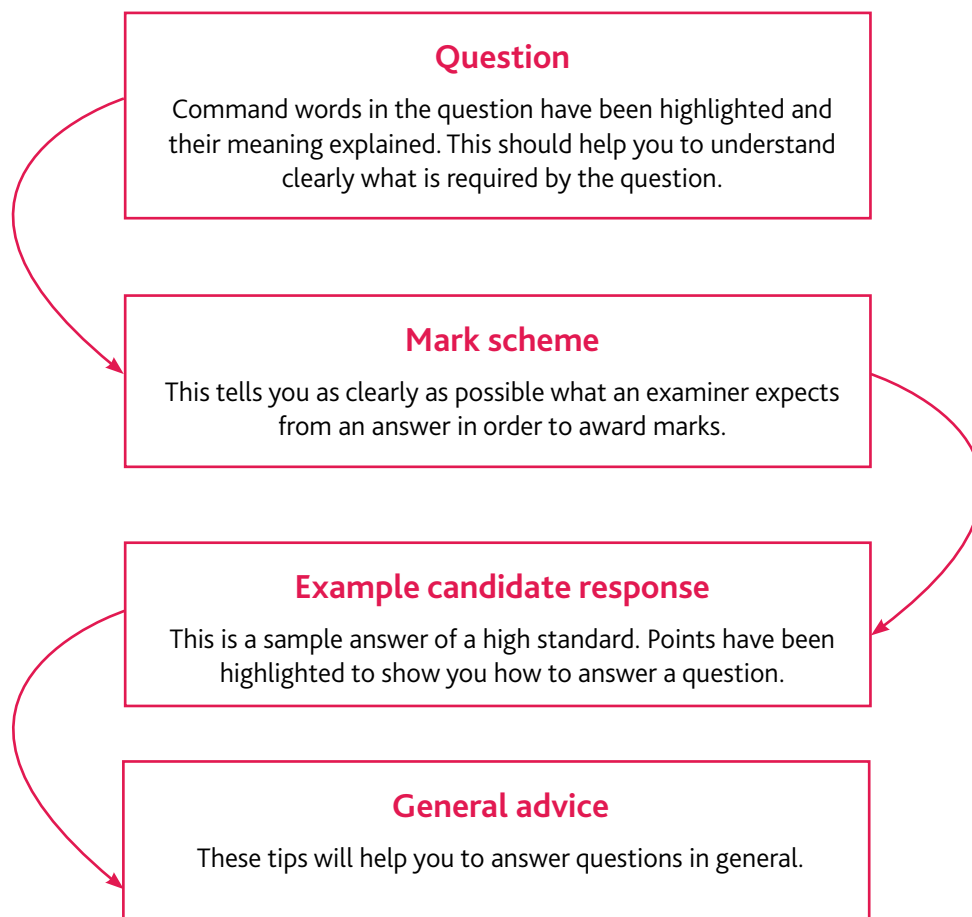 Question
Command words in the question have been highlighted and
their meaning explained. This should help you to understand
clearly what is required by the question.
Mark scheme
This tells you as clearly as possible what an examiner expects
from an answer in order to award marks.
Example candidate response
This is a sample answer of a high standard. Points have been
highlighted to show you how to answer a question.
General advice
These tips will help you to answer questions in general.